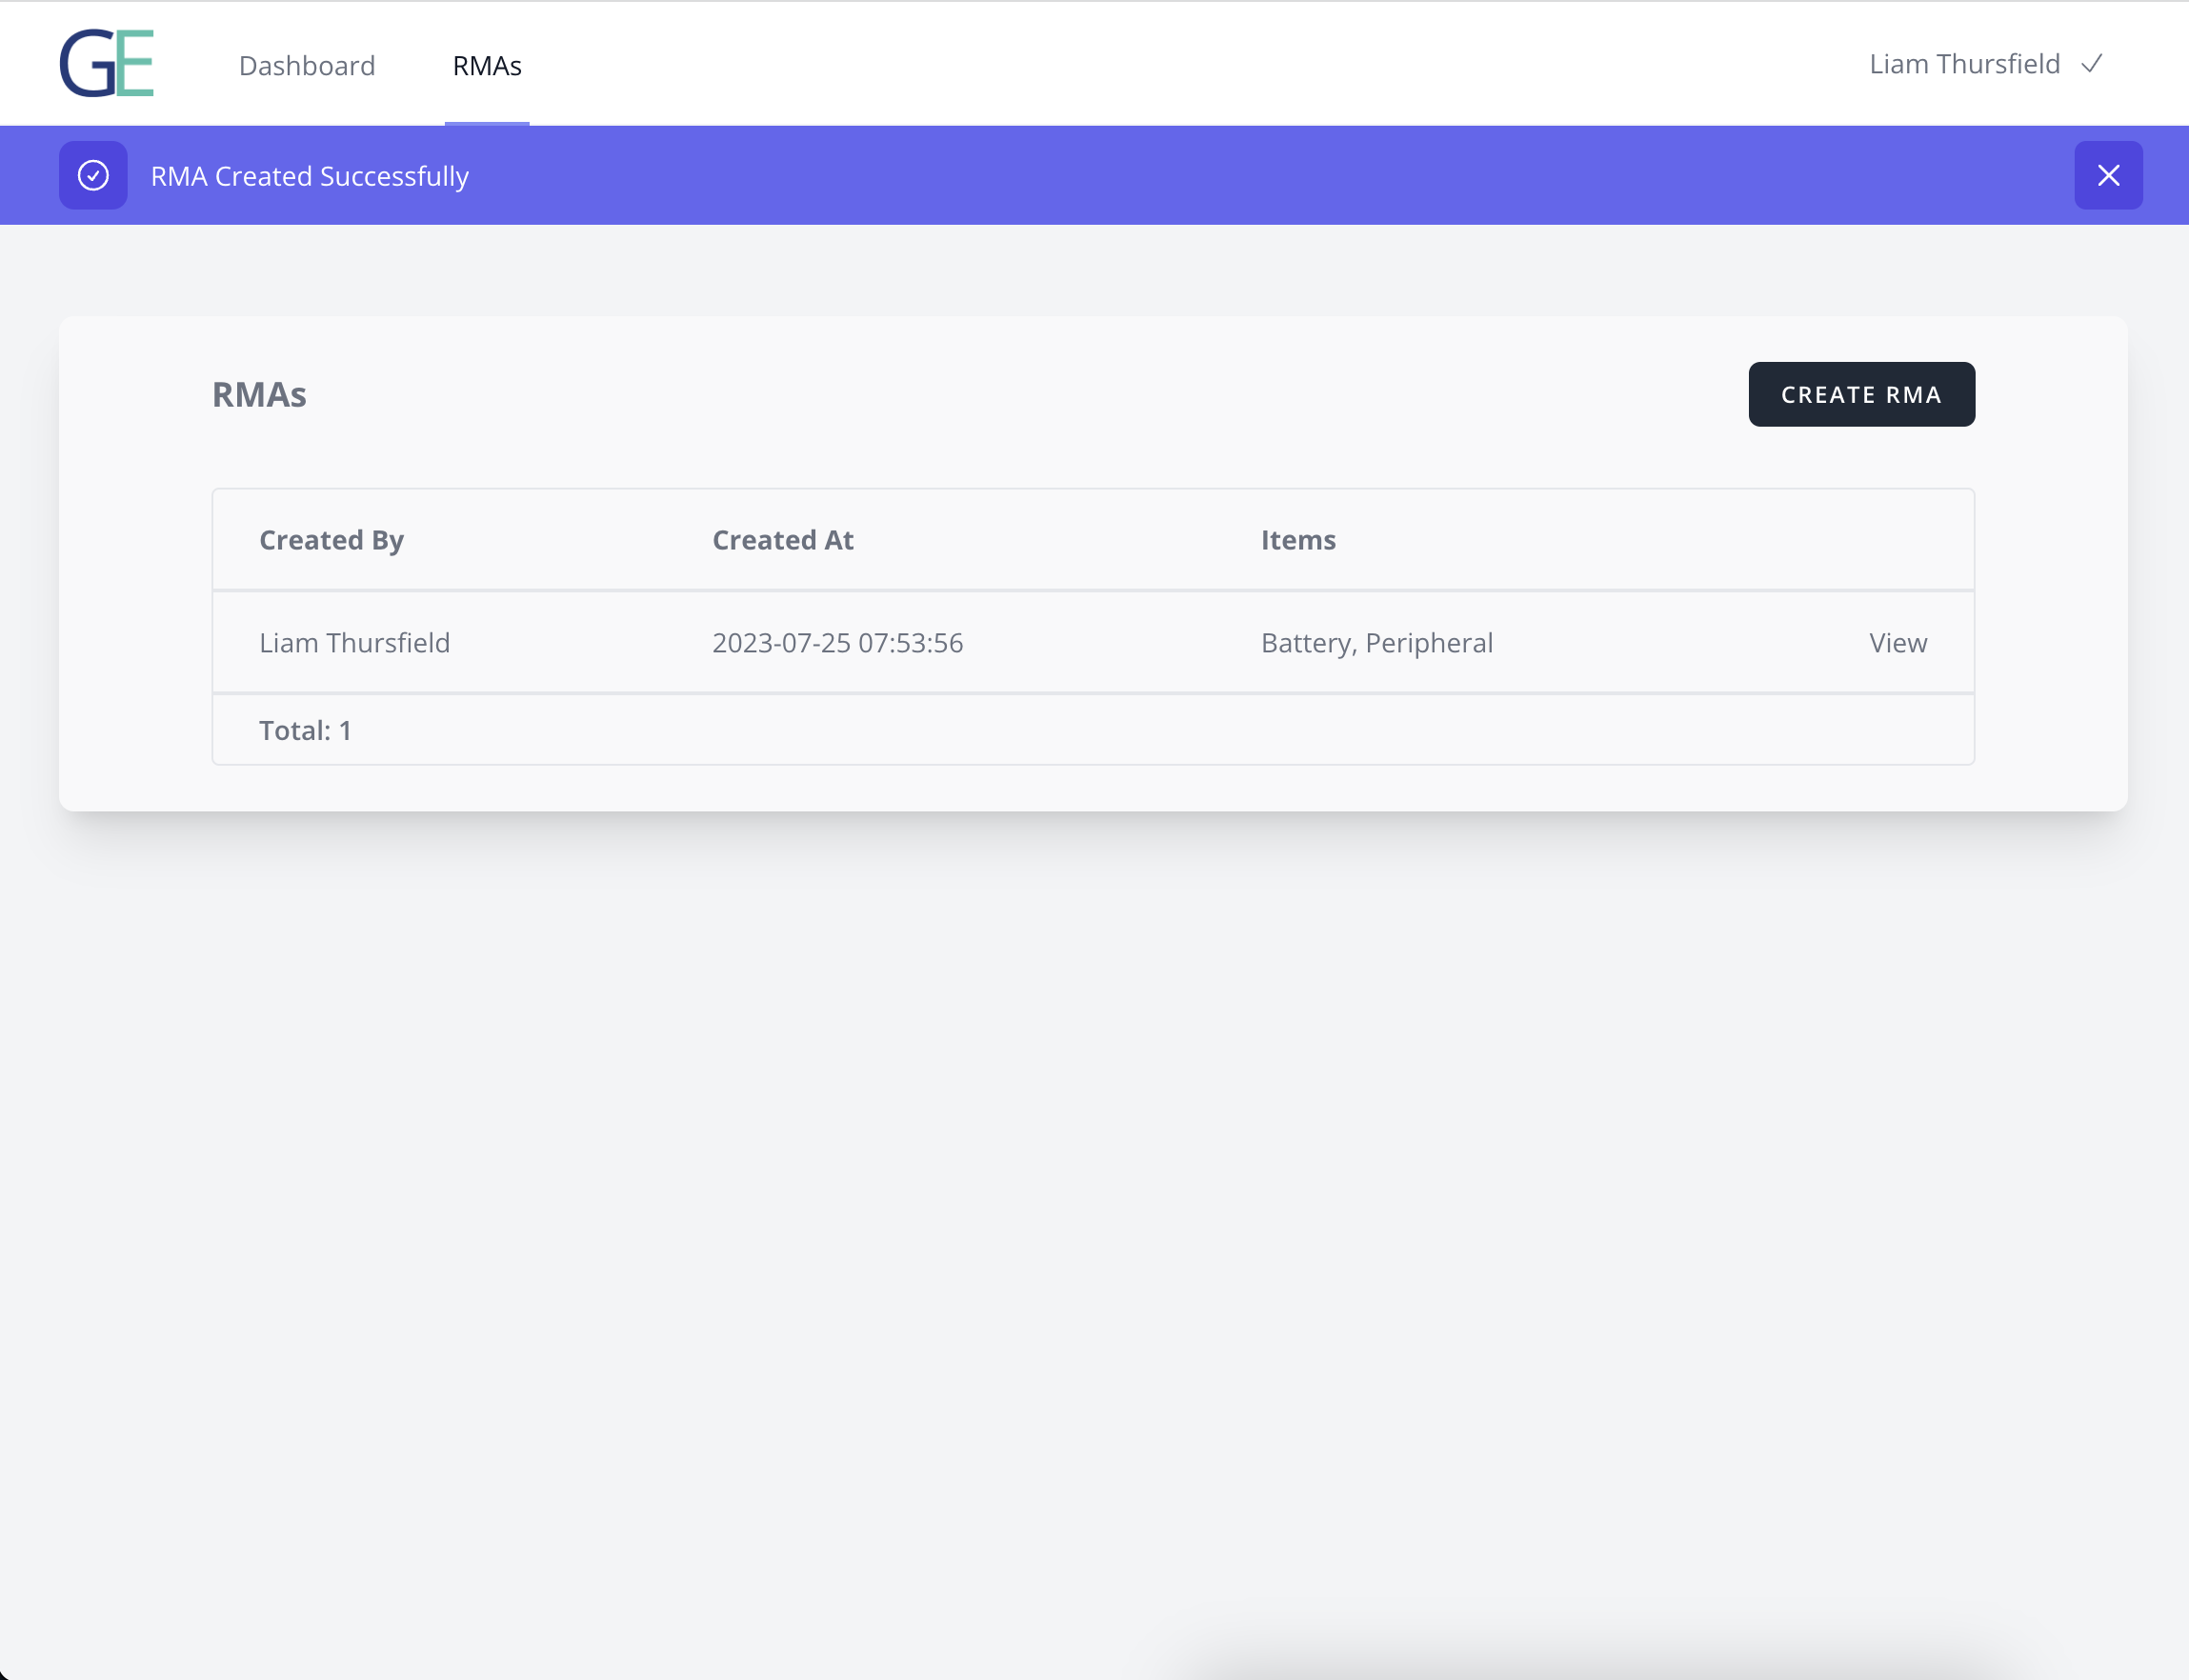 GE Dashboard RMAs Liam Thursfield
RMA Created Successfully
RMAs CREATE RMA
Created By Created At Items
Liam Thursfield 2023-07-25 07:53:56 Battery, Peripheral View
Total: 1